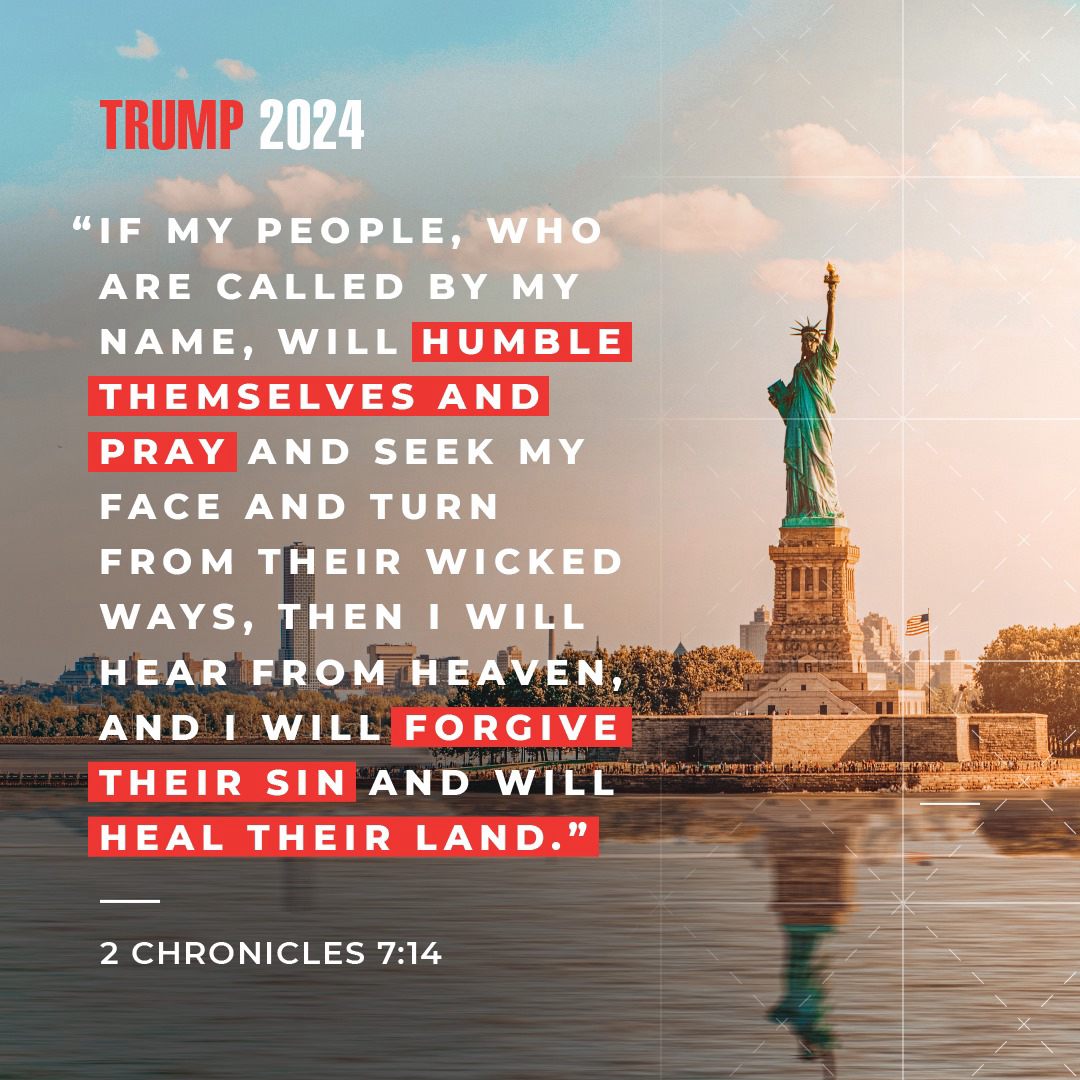 TRUMP 2024
“IF MY PEOPLE, WHO
ARE CALLED BY MY
NAME, WILL HUMBLE
THEMSELVES AND
PRAY AND SEEK MY
FACE AND TURN
FROM THEIR WICKED
WAYS, THEN I WILL
HEAR FROM HEAVEN,
AND I WILL FORGIVE
THEIR SIN AND WILL
HEAL THEIR LAND.”
2 CHRONICLES 7:14